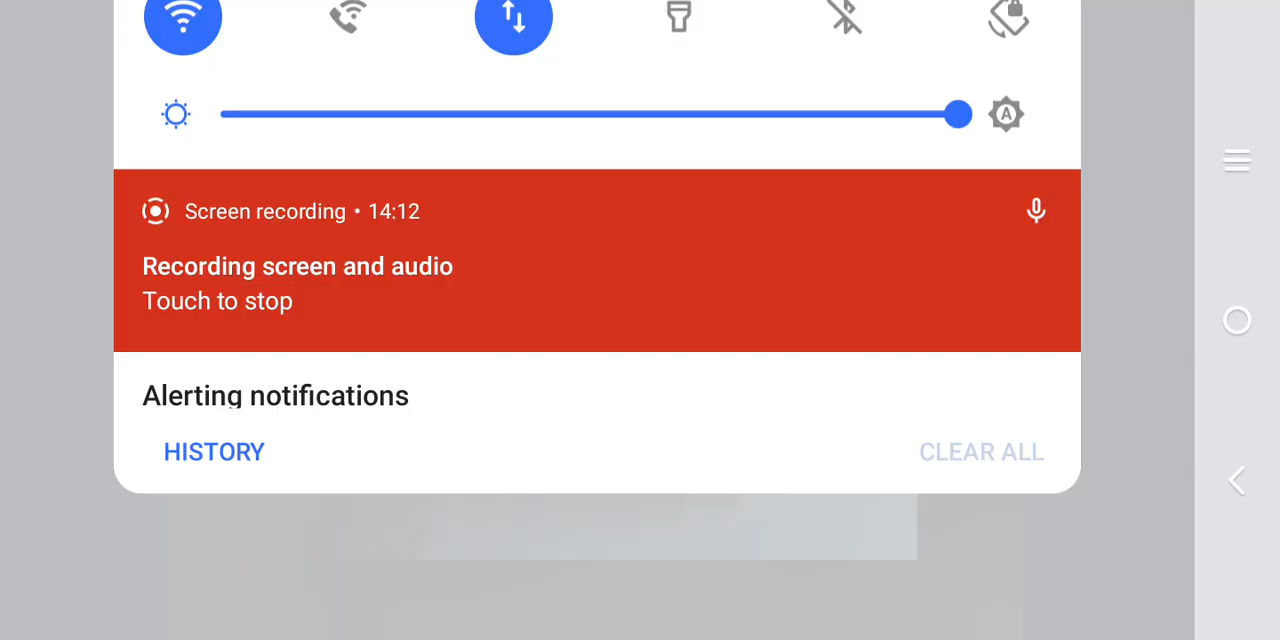 Screen recording • 14:12
Recording screen and audio
Touch to stop
Alerting notifications
HISTORY
CLEAR ALL